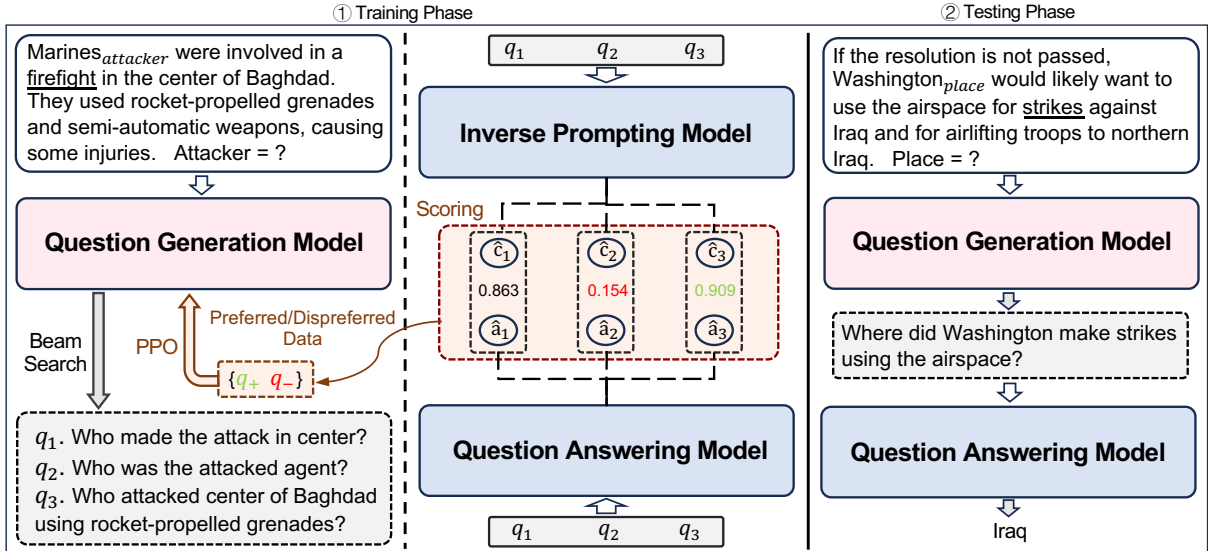 ① Training Phase
Marines_attacker were involved in a
firefight in the center of Baghdad.
They used rocket-propelled grenades
and semi-automatic weapons, causing
some injuries. Attacker = ?
Question Generation Model
Beam
Search
PPO
Preferred/Dispreferred
Data
{q₊ q₋}
q₁. Who made the attack in center?
q₂. Who was the attacked agent?
q₃. Who attacked center of Baghdad
using rocket-propelled grenades?
q₁ q₂ q₃
Inverse Prompting Model
Scoring
ĉ₁ ĉ₂ ĉ₃
0.863 0.154 0.909
â₁ â₂ â₃
Question Answering Model
q₁ q₂ q₃
② Testing Phase
If the resolution is not passed,
Washington_place would likely want to
use the airspace for strikes against
Iraq and for airlifting troops to northern
Iraq. Place = ?
Question Generation Model
Where did Washington make strikes
using the airspace?
Question Answering Model
Iraq